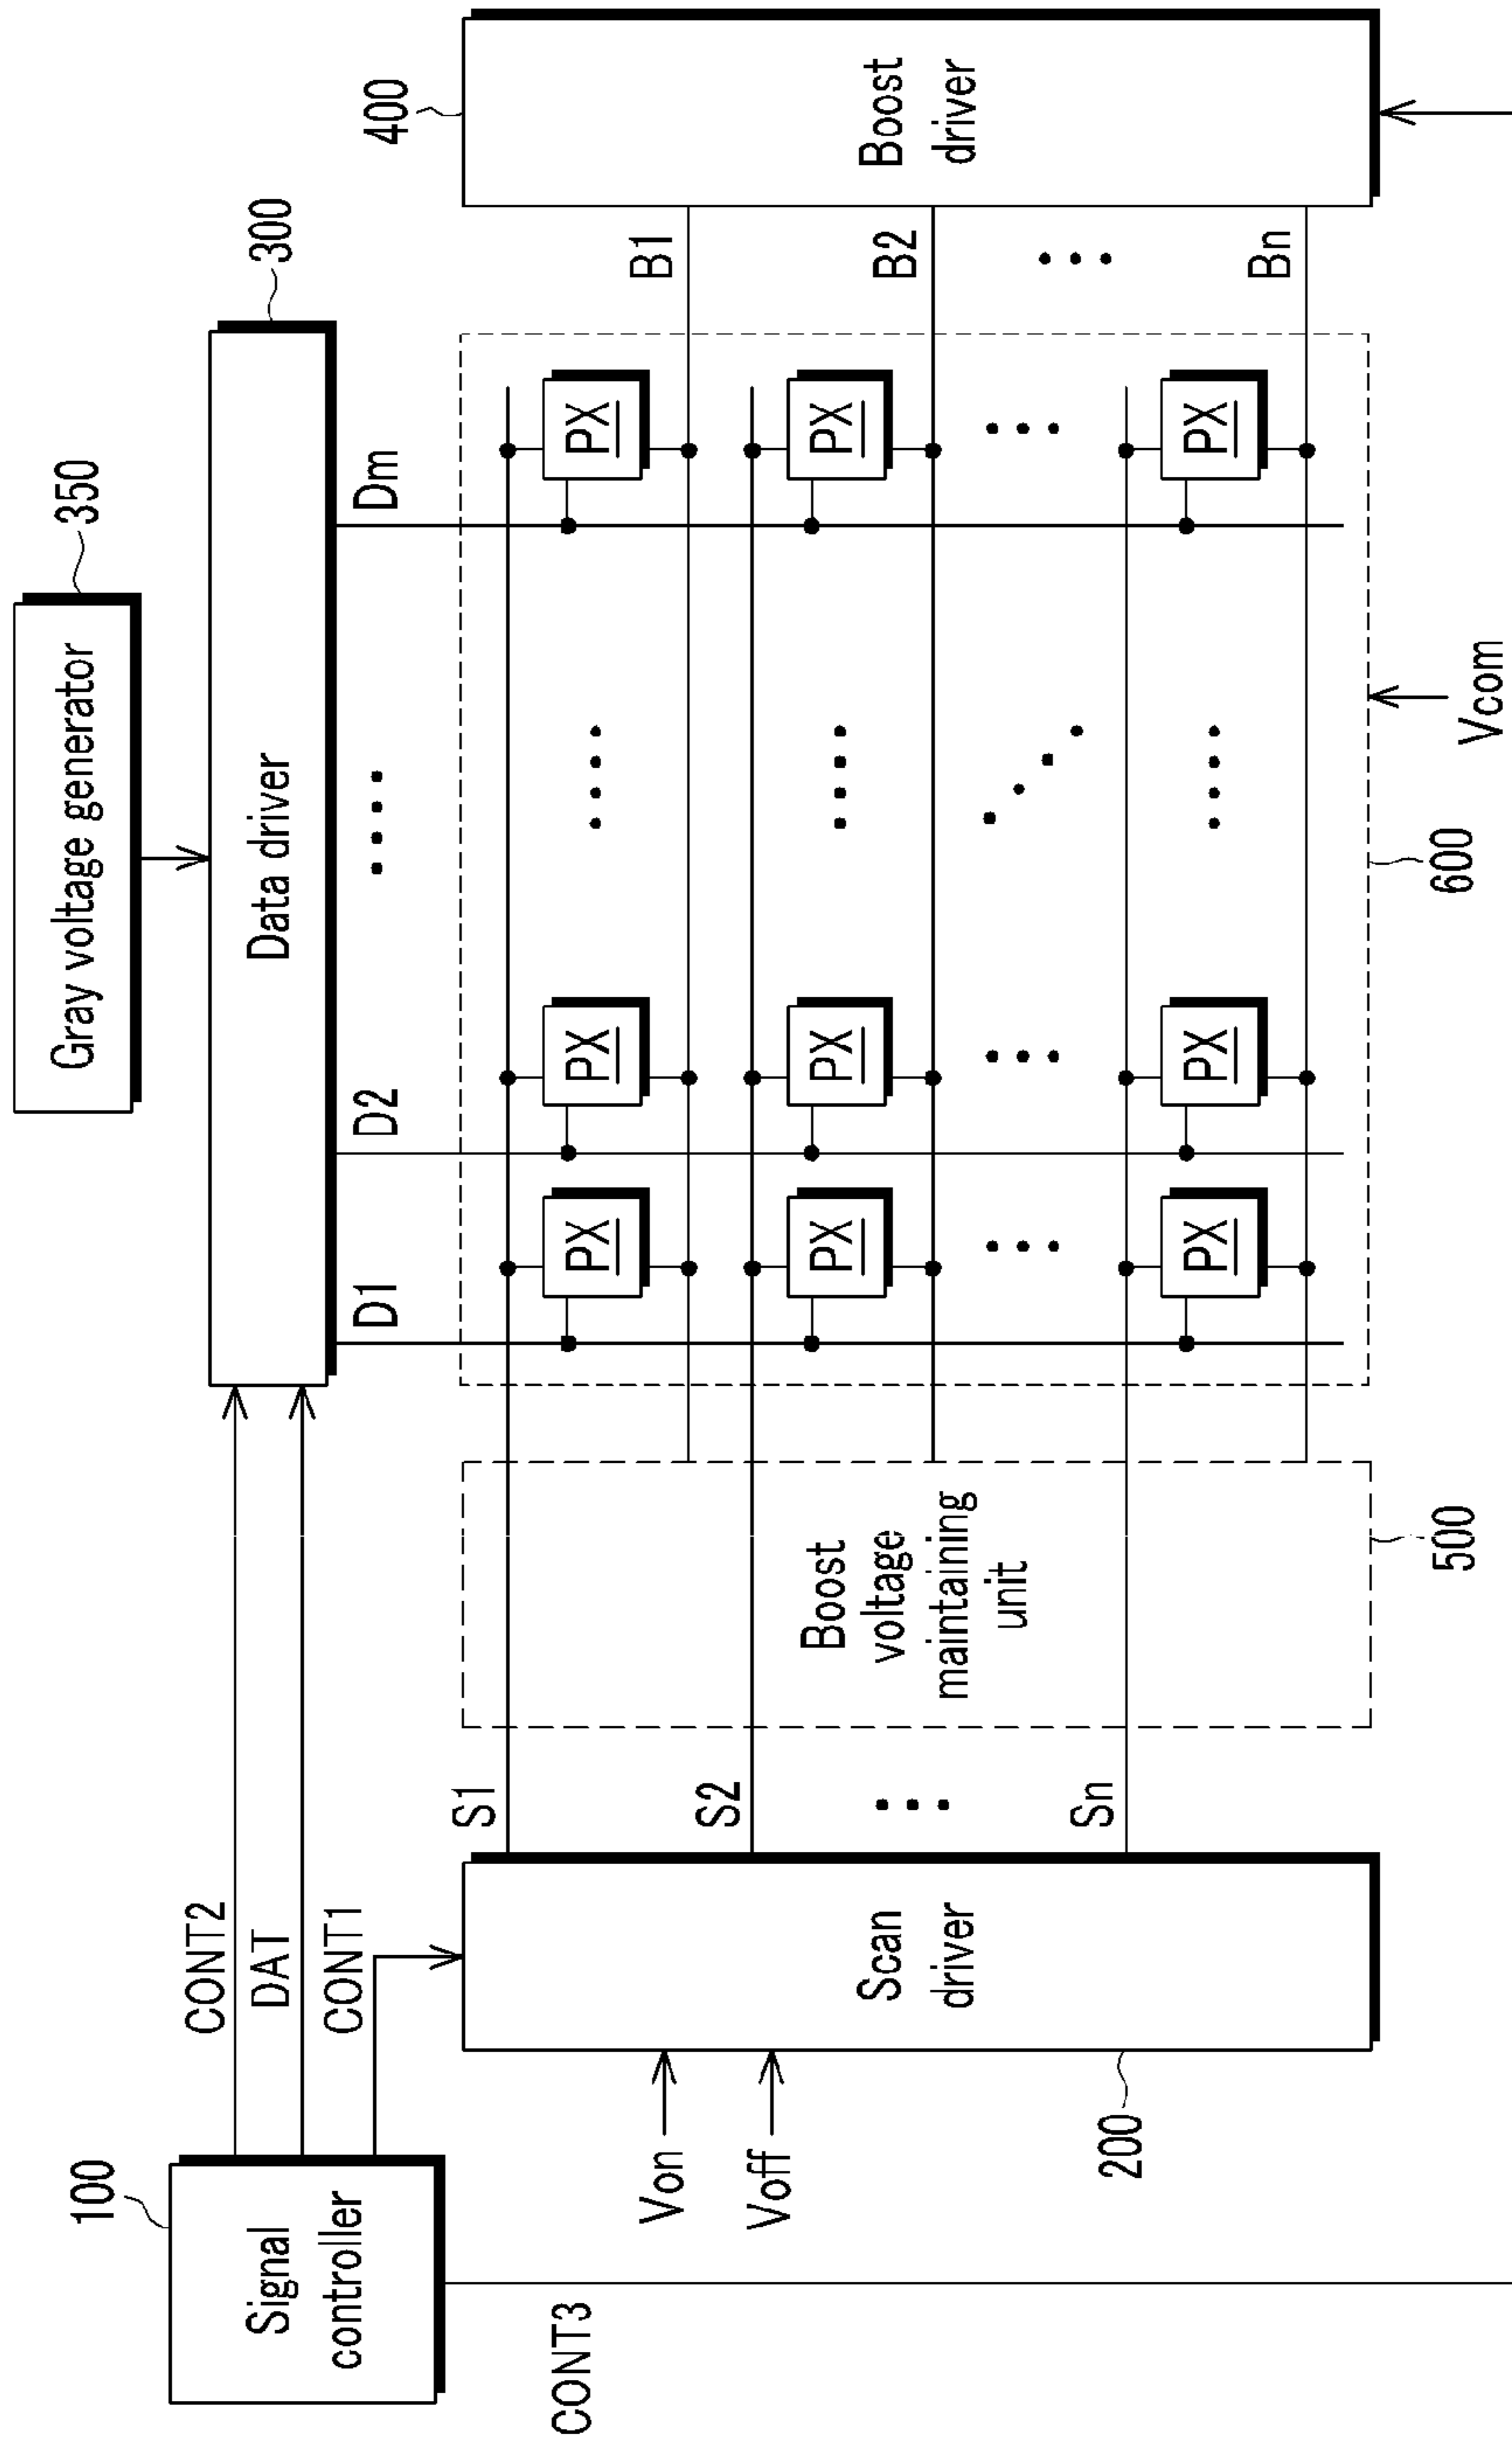 Gray voltage generator
350
100
Signal
controller
CONT2
DAT
CONT1
Data driver
300
D1
D2
Dm
400
CONT3
Von
Voff
200
Scan
driver
S1
S2
Sn
Boost
voltage
maintaining
unit
500
PX
PX
PX
PX
PX
PX
PX
PX
PX
B1
B2
Bn
Boost
driver
600
Vcom